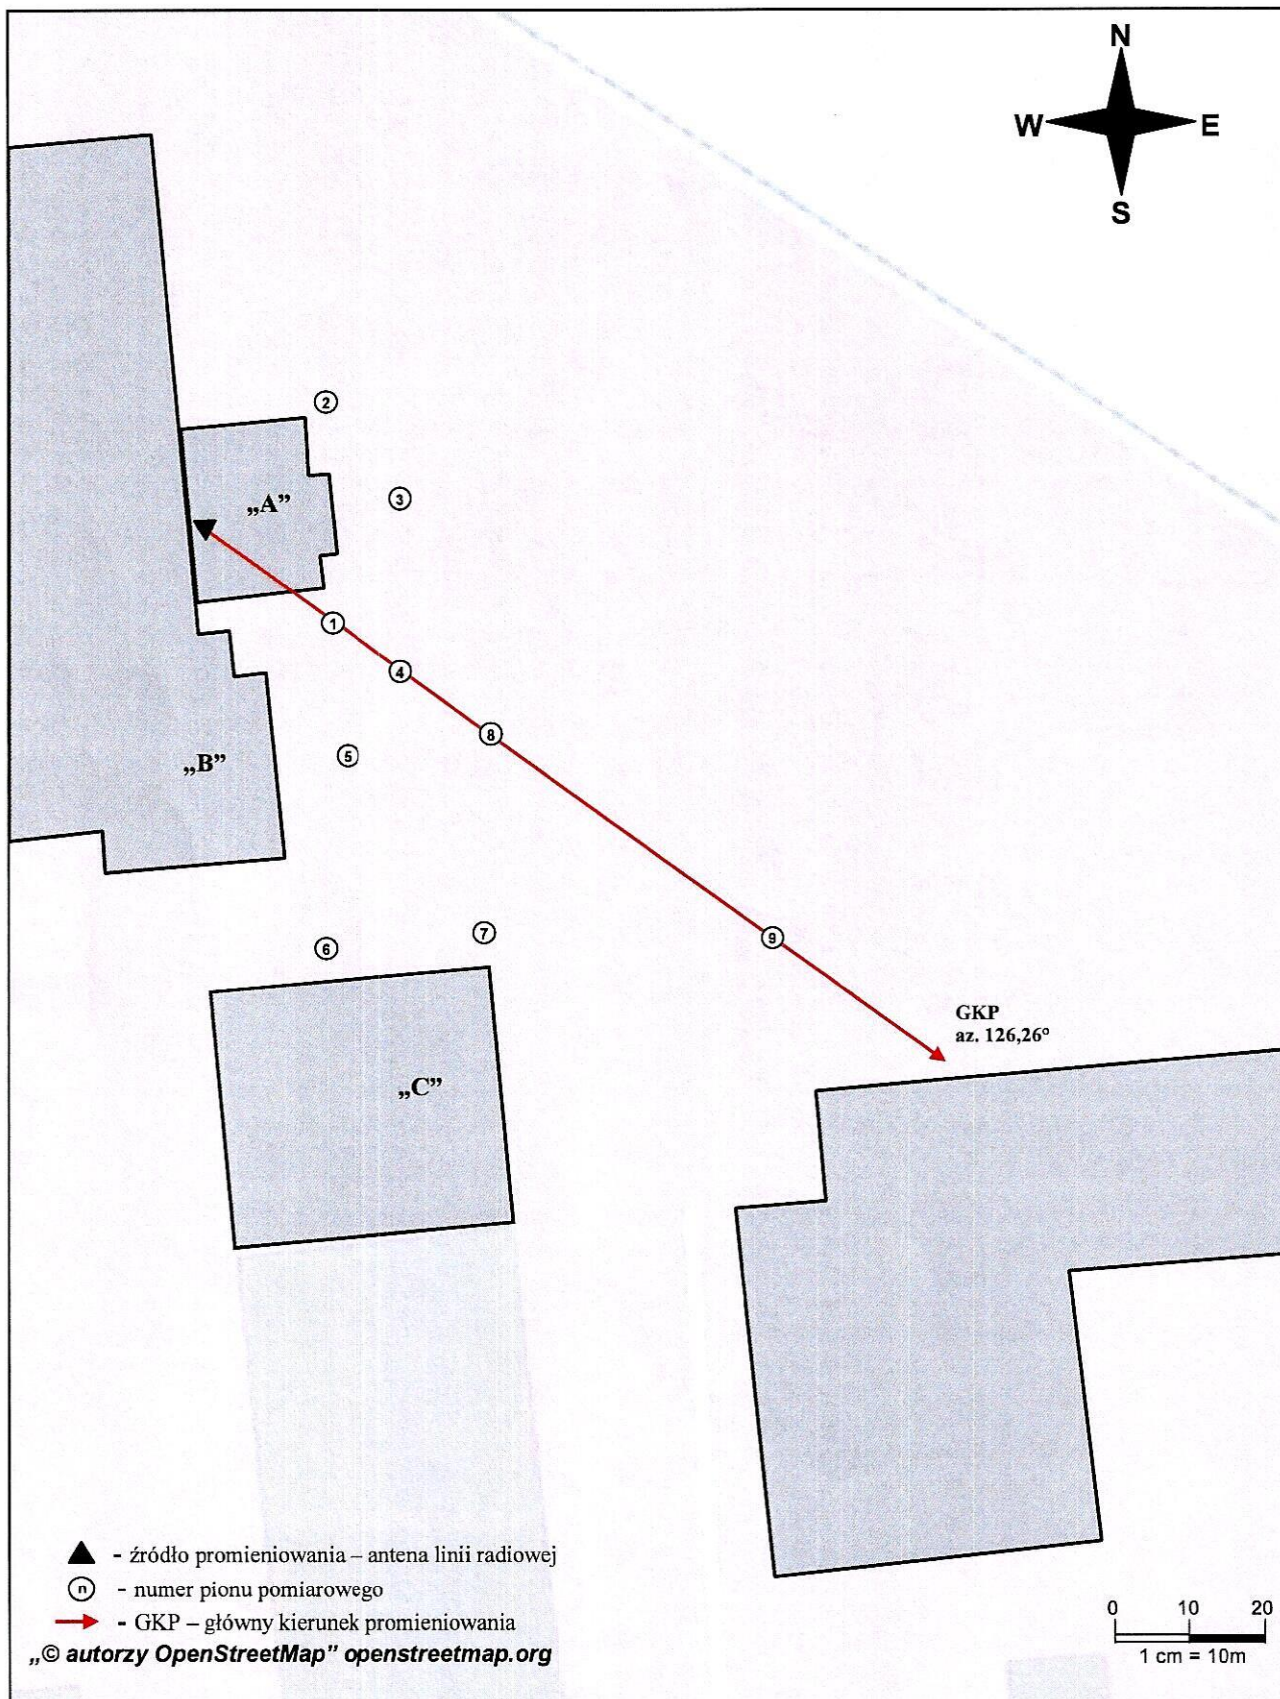 N
W
E
S
2
„A”
3
1
4
8
„B”
5
9
7
6
GKP
az. 126,26°
„C”
- źródło promieniowania – antena linii radiowej
n - numer pionu pomiarowego
- GKP – główny kierunek promieniowania
„© autorzy OpenStreetMap” openstreetmap.org
0 10 20
1 cm = 10m